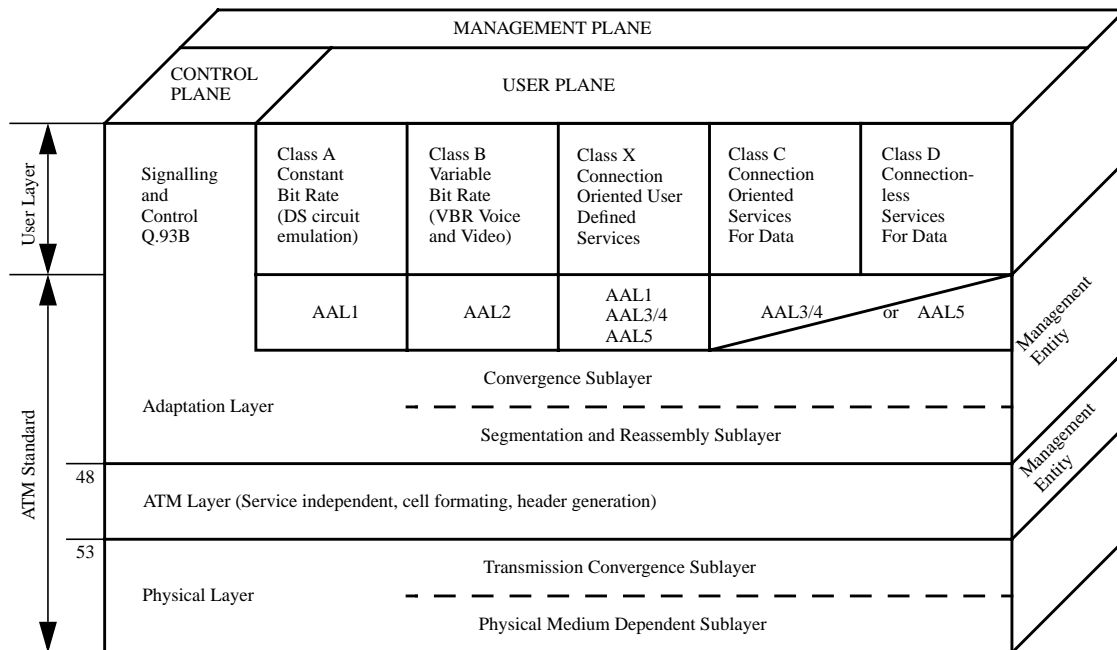 MANAGEMENT PLANE
CONTROL
PLANE
USER PLANE
User Layer
Signalling
and
Control
Q.93B
Class A
Constant
Bit Rate
(DS circuit
emulation)
Class B
Variable
Bit Rate
(VBR Voice
and Video)
Class X
Connection
Oriented User
Defined
Services
Class C
Connection
Oriented
Services
For Data
Class D
Connection-
less
Services
For Data
ATM Standard
AAL1
AAL2
AAL1
AAL3/4
AAL5
AAL3/4 or AAL5
Management
Entity
Adaptation Layer
Convergence Sublayer
Segmentation and Reassembly Sublayer
Management
Entity
48
ATM Layer (Service independent, cell formating, header generation)
53
Physical Layer
Transmission Convergence Sublayer
Physical Medium Dependent Sublayer